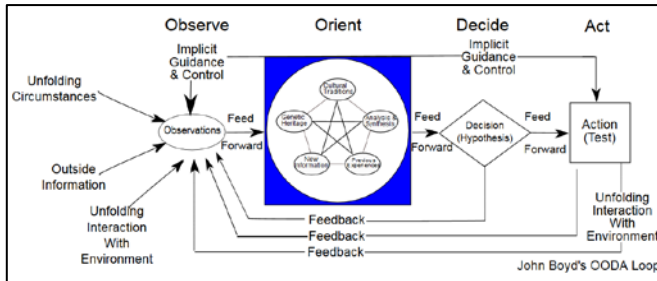 Observe
Orient
Decide
Act
Implicit
Guidance
& Control
Implicit
Guidance
& Control
Unfolding
Circumstances
Observations
Outside
Information
Unfolding
Interaction
With
Environment
Feed
Forward
Cultural
Traditions
Genetic
Heritage
Analysis &
Synthesis
New
Information
Previous
Experiences
Feed
Forward
Decision
(Hypothesis)
Feed
Forward
Action
(Test)
Unfolding
Interaction
With
Environment
Feedback
Feedback
Feedback
John Boyd's OODA Loop